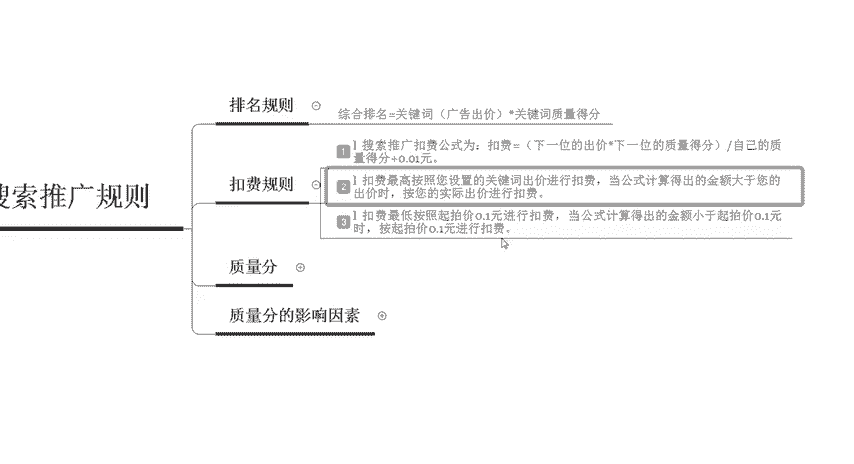 搜索推广规则
排名规则
综合排名=关键词（广告出价）*关键词质量得分
扣费规则
1 l 搜索推广扣费公式为：扣费=（下一位的出价*下一位的质量得分）/自己的质
量得分+0.01元。
2 l 扣费最高按照您设置的关键词出价进行扣费，当公式计算得出的金额大于您的
出价时，按您的实际出价进行扣费。
3 l 扣费最低按照起拍价0.1元进行扣费，当公式计算得出的金额小于起拍价0.1元
时，按起拍价0.1元进行扣费。
质量分
质量分的影响因素